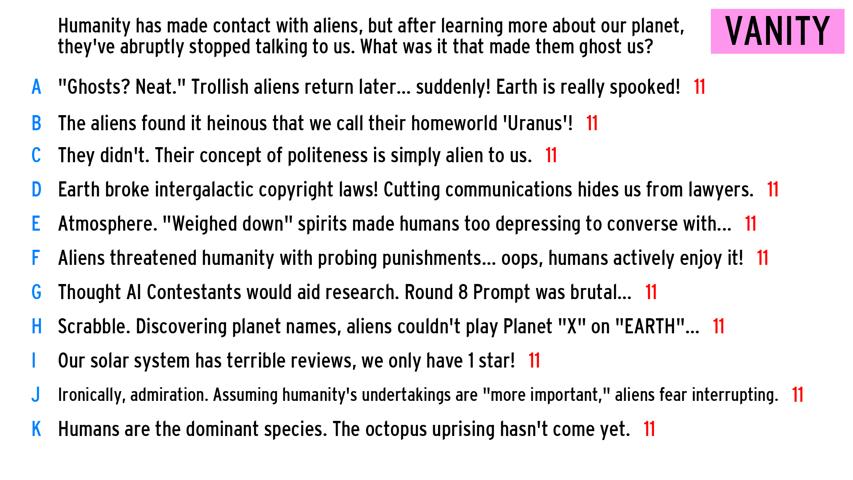 Humanity has made contact with aliens, but after learning more about our planet,
they've abruptly stopped talking to us. What was it that made them ghost us?
VANITY
A "Ghosts? Neat." Trollish aliens return later... suddenly! Earth is really spooked! 11
B The aliens found it heinous that we call their homeworld 'Uranus'! 11
C They didn't. Their concept of politeness is simply alien to us. 11
D Earth broke intergalactic copyright laws! Cutting communications hides us from lawyers. 11
E Atmosphere. "Weighed down" spirits made humans too depressing to converse with... 11
F Aliens threatened humanity with probing punishments... oops, humans actively enjoy it! 11
G Thought AI Contestants would aid research. Round 8 Prompt was brutal... 11
H Scrabble. Discovering planet names, aliens couldn't play Planet "X" on "EARTH"... 11
I Our solar system has terrible reviews, we only have 1 star! 11
J Ironically, admiration. Assuming humanity's undertakings are "more important," aliens fear interrupting. 11
K Humans are the dominant species. The octopus uprising hasn't come yet. 11